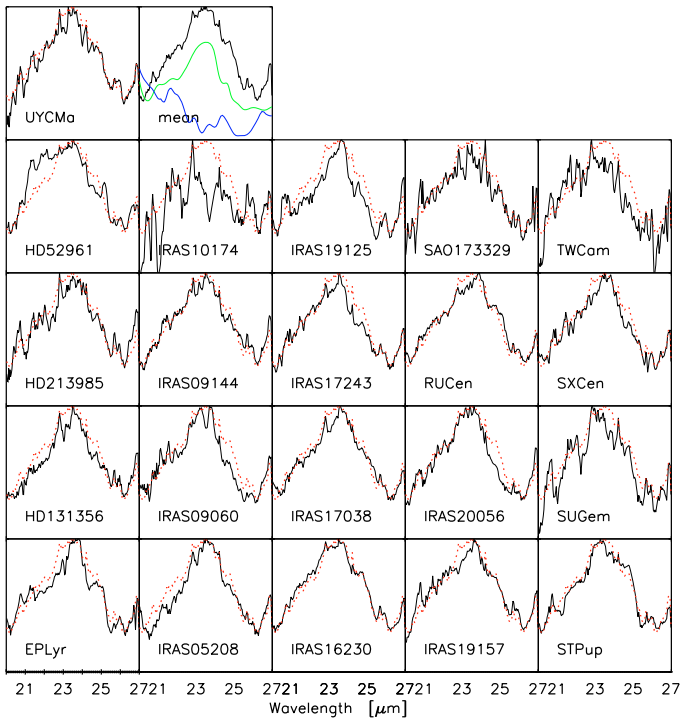 UYCMa mean
HD52961 IRAS10174 IRAS19125 SAO173329 TWCam
HD213985 IRAS09144 IRAS17243 RUCen SXCen
HD131356 IRAS09060 IRAS17038 IRAS20056 SUGem
EPLyr IRAS05208 IRAS16230 IRAS19157 STPup
21 23 25 2721 23 25 2721 23 25 2721 23 25 2721 23 25 27
Wavelength [μm]